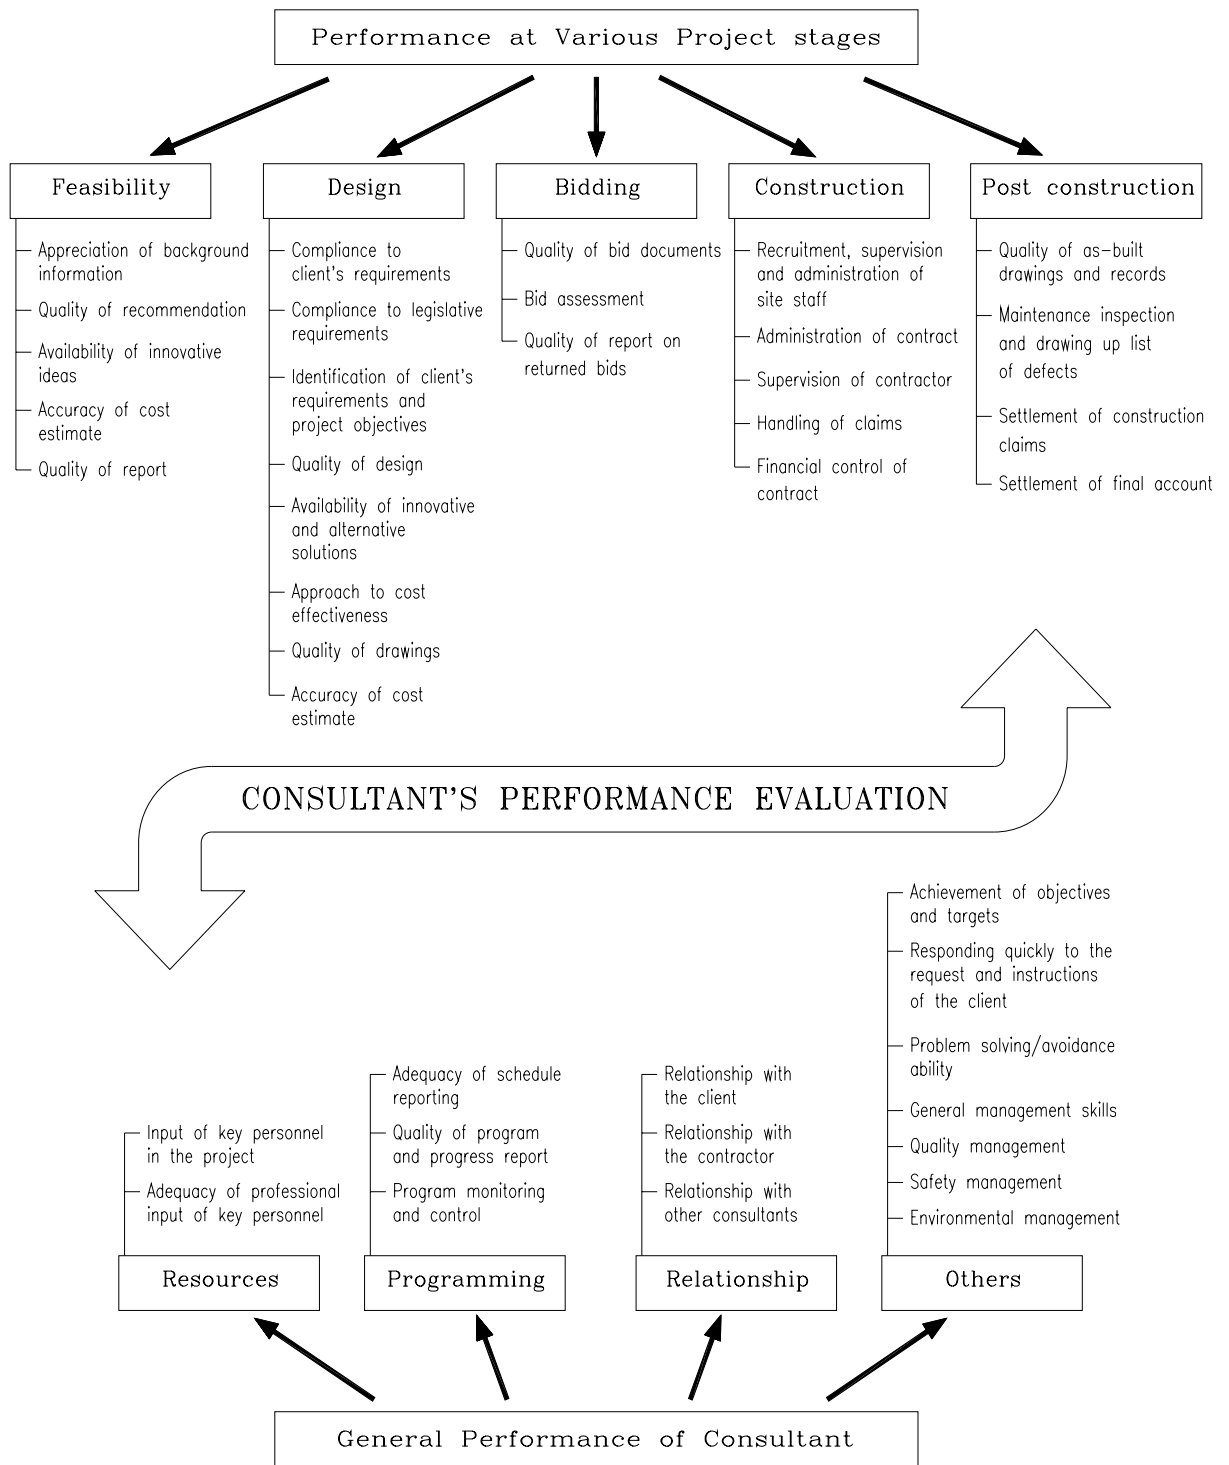 Performance at Various Project stages
Feasibility
Appreciation of background
information
Quality of recommendation
Availability of innovative
ideas
Accuracy of cost
estimate
Quality of report
Design
Compliance to
client's requirements
Compliance to legislative
requirements
Identification of client's
requirements and
project objectives
Quality of design
Availability of innovative
and alternative
solutions
Approach to cost
effectiveness
Quality of drawings
Accuracy of cost
estimate
Bidding
Quality of bid documents
Bid assessment
Quality of report on
returned bids
Construction
Recruitment, supervision
and administration of
site staff
Administration of contract
Supervision of contractor
Handling of claims
Financial control of
contract
Post construction
Quality of as-built
drawings and records
Maintenance inspection
and drawing up list
of defects
Settlement of construction
claims
Settlement of final account
CONSULTANT'S PERFORMANCE EVALUATION
Input of key personnel
in the project
Adequacy of professional
input of key personnel
Resources
Adequacy of schedule
reporting
Quality of program
and progress report
Program monitoring
and control
Programming
Relationship with
the client
Relationship with
the contractor
Relationship with
other consultants
Relationship
Achievement of objectives
and targets
Responding quickly to the
request and instructions
of the client
Problem solving/avoidance
ability
General management skills
Quality management
Safety management
Environmental management
Others
General Performance of Consultant